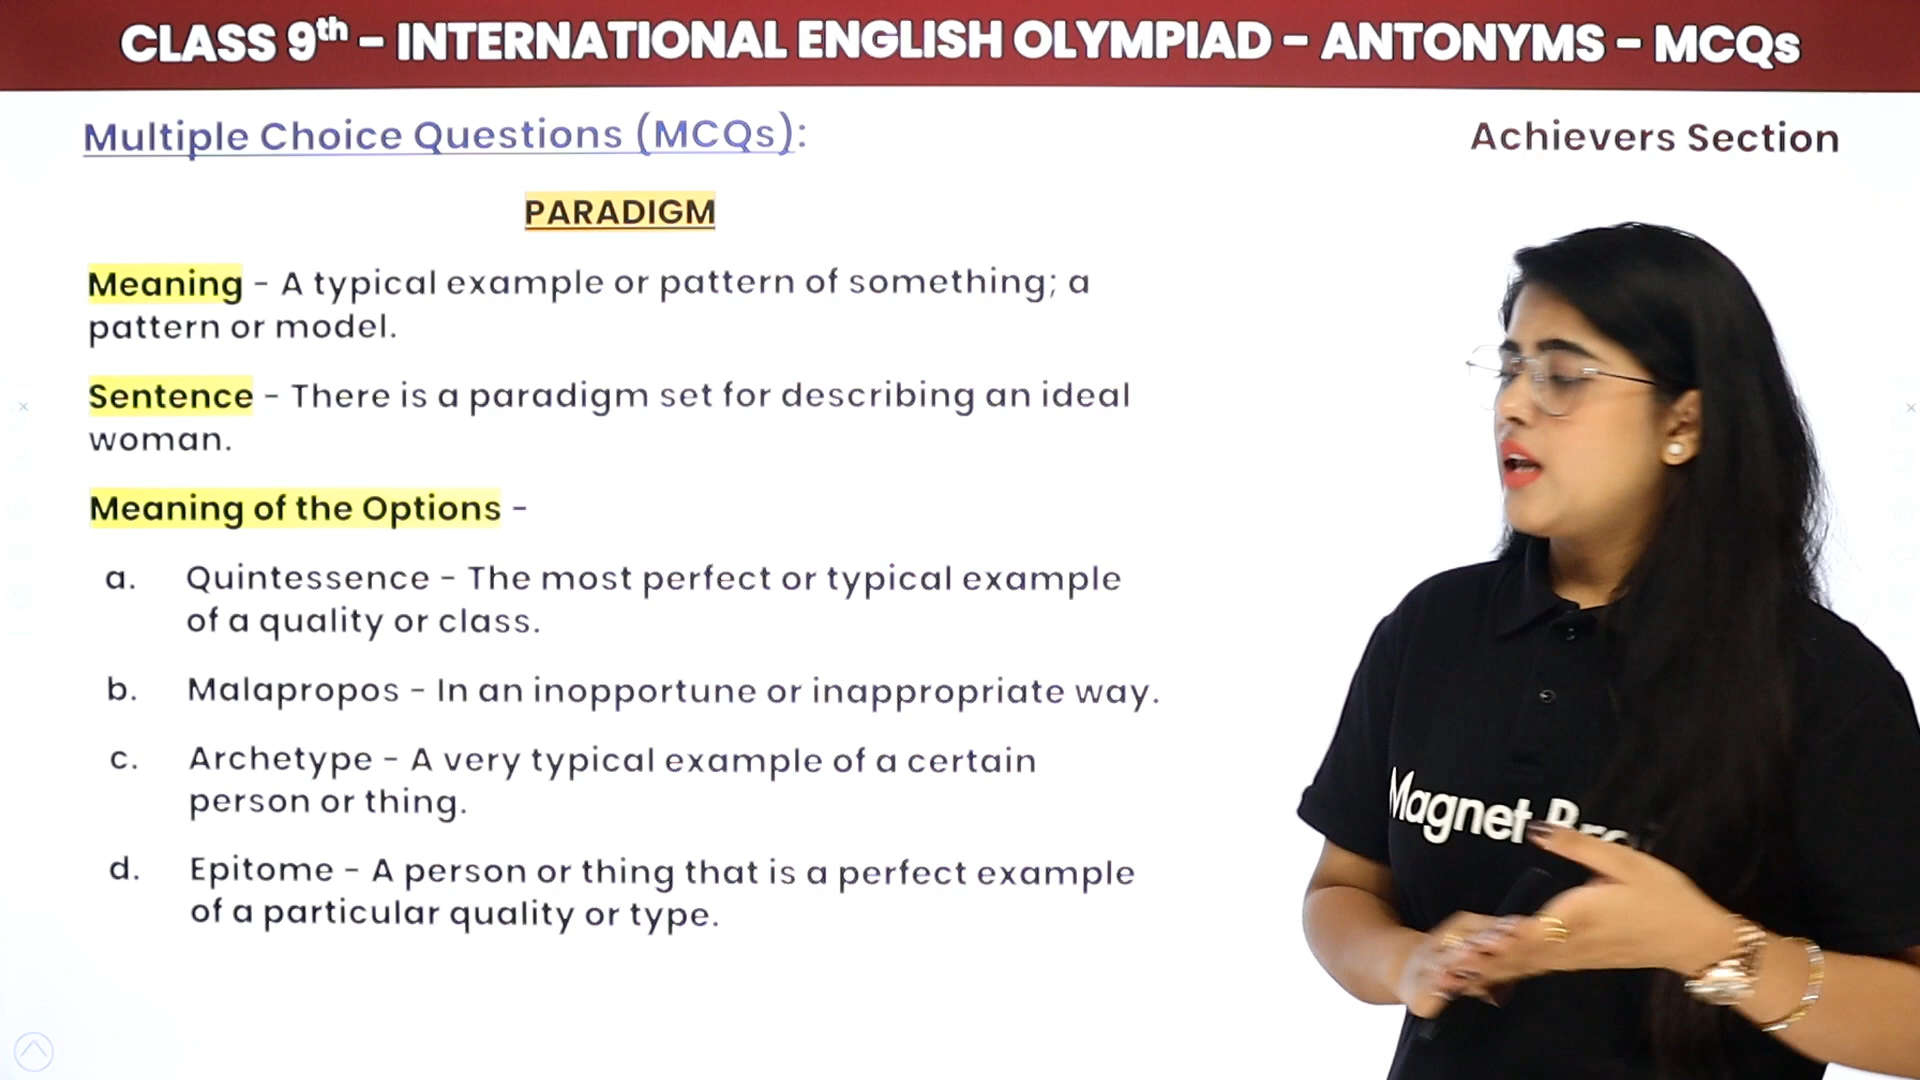 CLASS 9th - INTERNATIONAL ENGLISH OLYMPIAD - ANTONYMS - MCQs
Multiple Choice Questions (MCQs):
Achievers Section
PARADIGM
Meaning - A typical example or pattern of something; a
pattern or model.
Sentence - There is a paradigm set for describing an ideal
woman.
Meaning of the Options -
a. Quintessence - The most perfect or typical example
of a quality or class.
b. Malapropos - In an inopportune or inappropriate way.
c. Archetype - A very typical example of a certain
person or thing.
d. Epitome - A person or thing that is a perfect example
of a particular quality or type.
Magnet